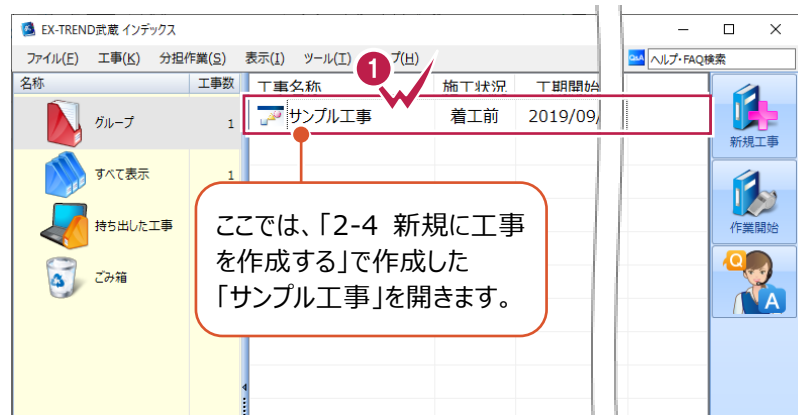 EX-TREND武蔵 インデックス
ファイル(F) 工事(K) 分担作業(S) 表示(I) ツール(T) プ(H)
Q&A ヘルプ・FAQ検索
名称 工事数
工事名称 施工状況 工期開始
1
グループ 1
サンプル工事 着工前 2019/09/
新規工事
すべて表示 1
持ち出した工事
作業開始
ごみ箱
Q
A
ここでは、「2-4 新規に工事
を作成する」で作成した
「サンプル工事」を開きます。